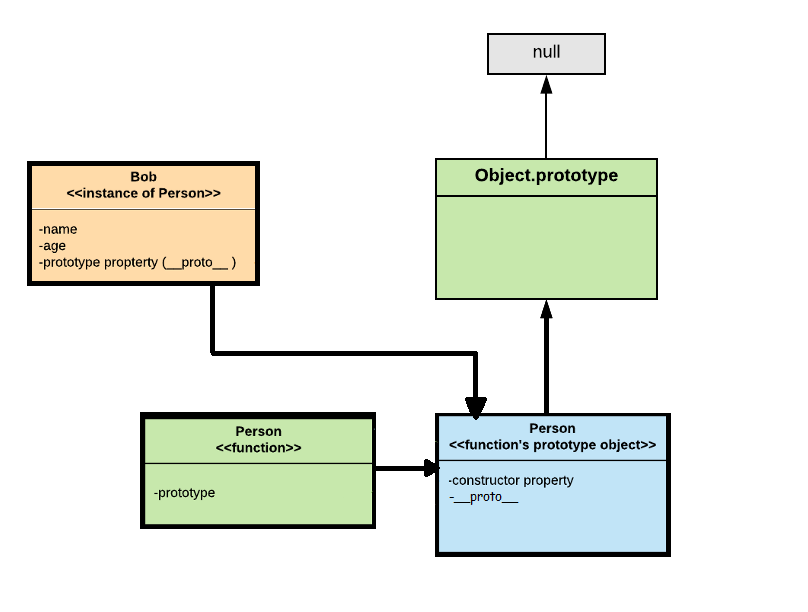 null
Object.prototype
Bob
<<instance of Person>>
-name
-age
-prototype propterty (__proto__ )
Person
<<function>>
-prototype
Person
<<function's prototype object>>
-constructor property
-__proto__